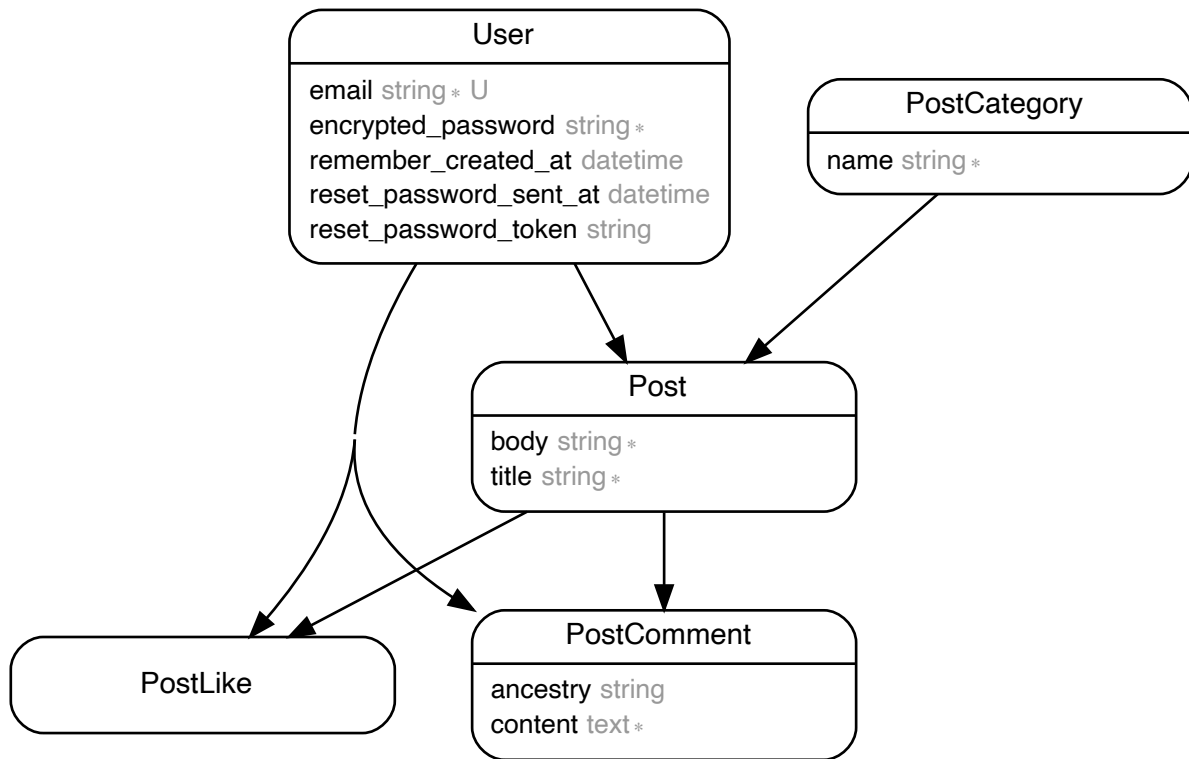 User
email string * U
encrypted_password string *
remember_created_at datetime
reset_password_sent_at datetime
reset_password_token string
PostCategory
name string *
Post
body string *
title string *
PostLike
PostComment
ancestry string
content text *